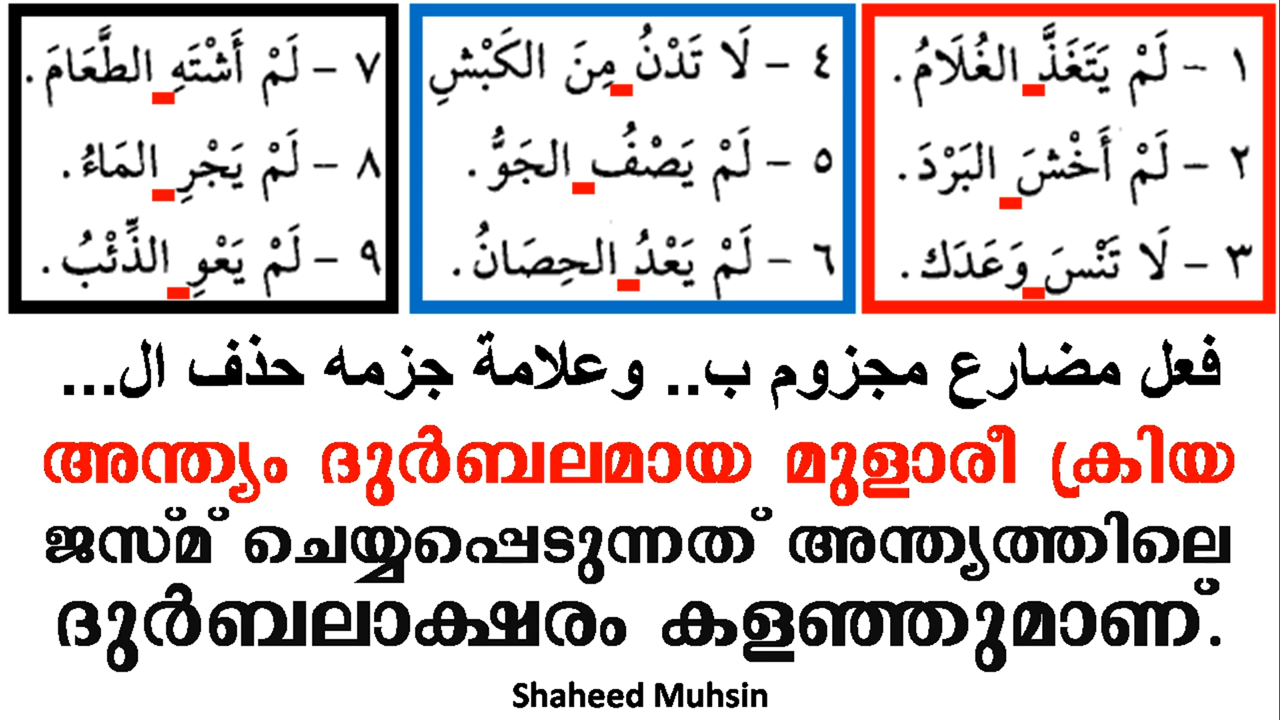 ١ – لَمْ يَتَغَذَّ الغُلَامُ.
٢ – لَمْ أَخْشَ البَرْدَ.
٣ – لَا تَنْسَ وَعَدَك.
٤ – لَا تَدْنُ مِنَ الكَبْشِ
٥ – لَمْ يَصْفُ الجَوُّ.
٦ – لَمْ يَعْدُ الحِصَانُ.
٧ – لَمْ أَشْتَهِ الطَّعَامَ.
٨ – لَمْ يَجْرِ المَاءُ.
٩ – لَمْ يَعْوِ الذِّئْبُ.
فعل مضارع مجزوم ب.. وعلامة جزمه حذف ال...
അന്ത്യം ദുർബലമായ മുളാരീ ക്രിയ
ജസ്മ് ചെയ്യപ്പെടുന്നത് അന്ത്യത്തിലെ
ദുർബലാക്ഷരം കളഞ്ഞുമാണ്.
Shaheed Muhsin